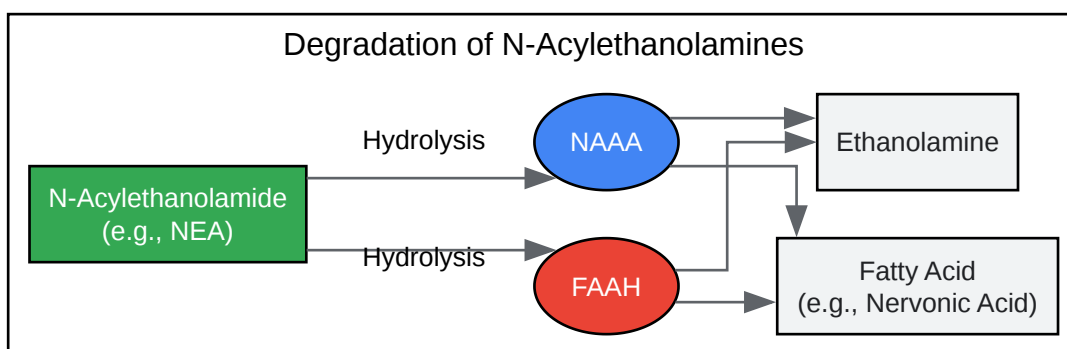 Degradation of N-Acylethanolamines
Hydrolysis
NAAA
Ethanolamine
N-Acylethanolamide
(e.g., NEA)
Hydrolysis
FAAH
Fatty Acid
(e.g., Nervonic Acid)